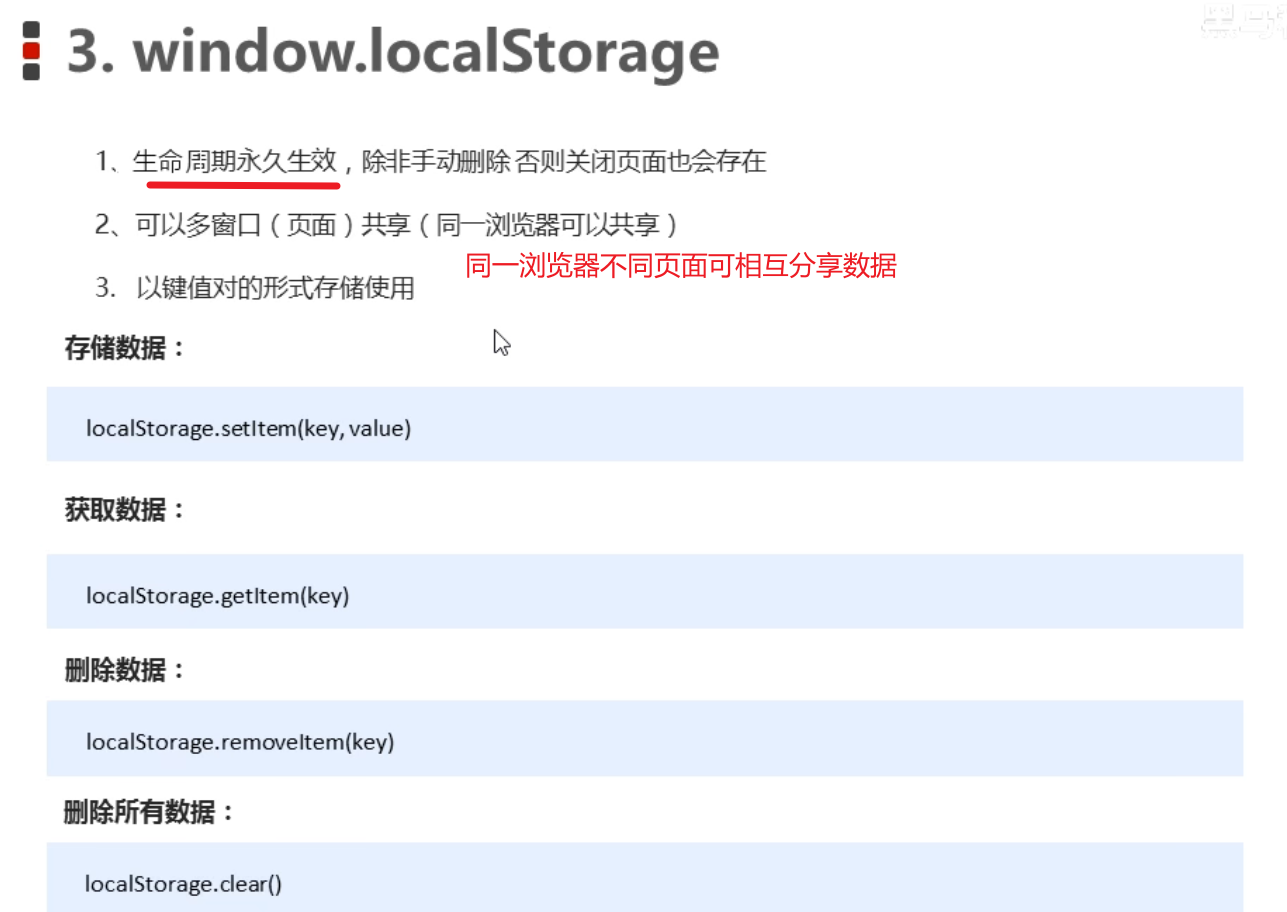 3. window.localStorage
1、生命周期永久生效，除非手动删除 否则关闭页面也会存在
2、可以多窗口（页面）共享（同一浏览器可以共享）
同一浏览器不同页面可相互分享数据
3. 以键值对的形式存储使用
存储数据：
localStorage.setItem(key, value)
获取数据：
localStorage.getItem(key)
删除数据：
localStorage.removeItem(key)
删除所有数据：
localStorage.clear()